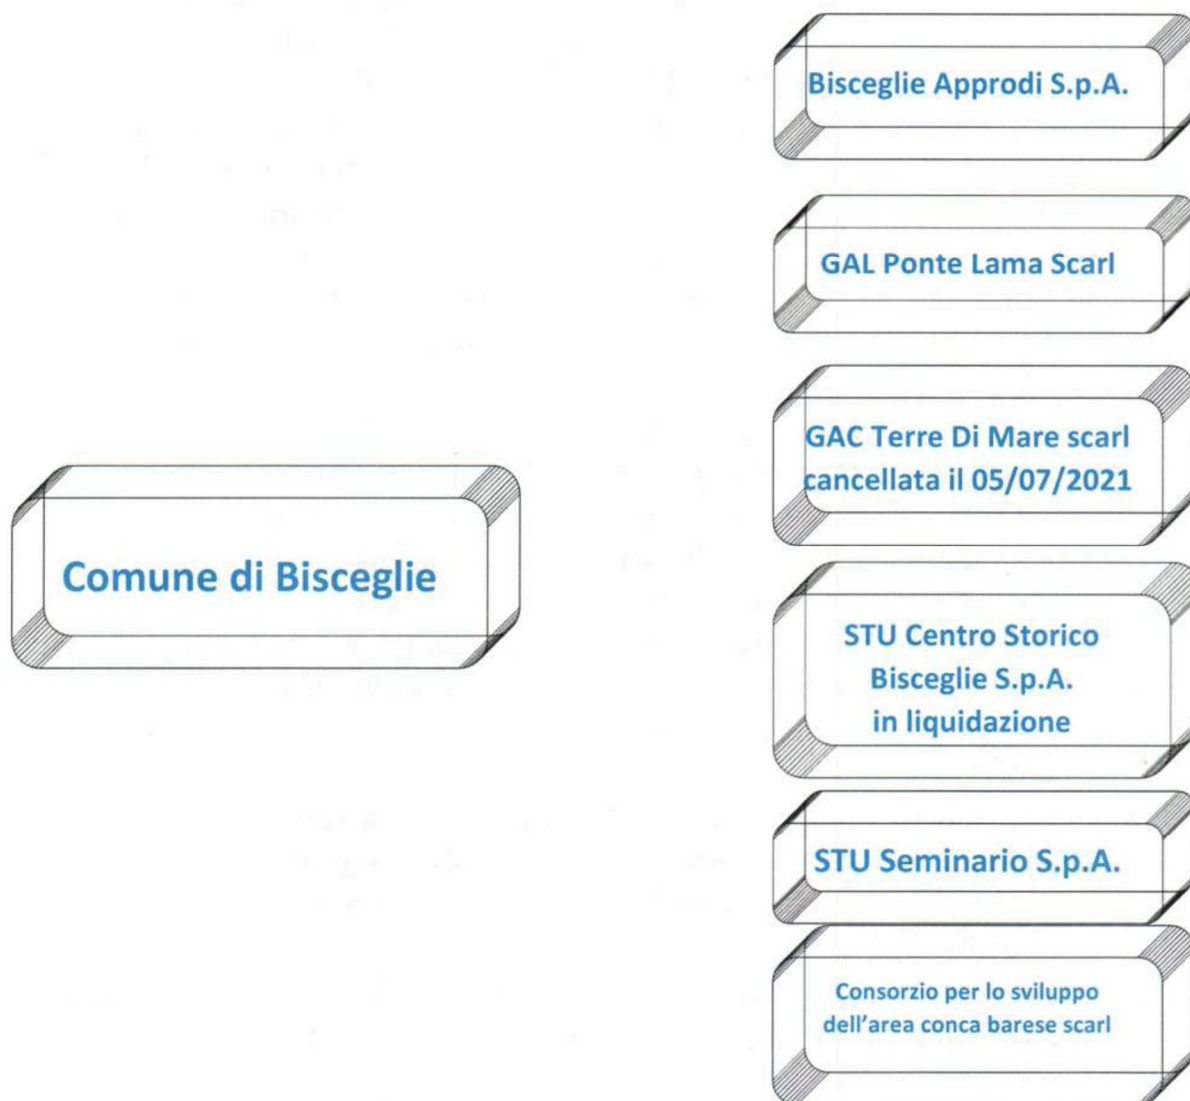 Comune di Bisceglie
Bisceglie Approdi S.p.A.
GAL Ponte Lama Scarl
GAC Terre Di Mare scarl
cancellata il 05/07/2021
STU Centro Storico
Bisceglie S.p.A.
in liquidazione
STU Seminario S.p.A.
Consorzio per lo sviluppo
dell'area conca barese scarl